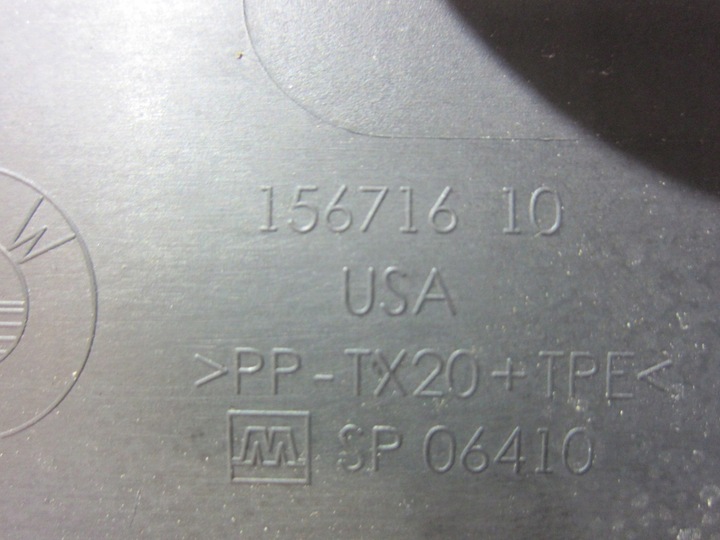 W
156716 10
USA
>PP-TX20+TPE<
M SP 06410